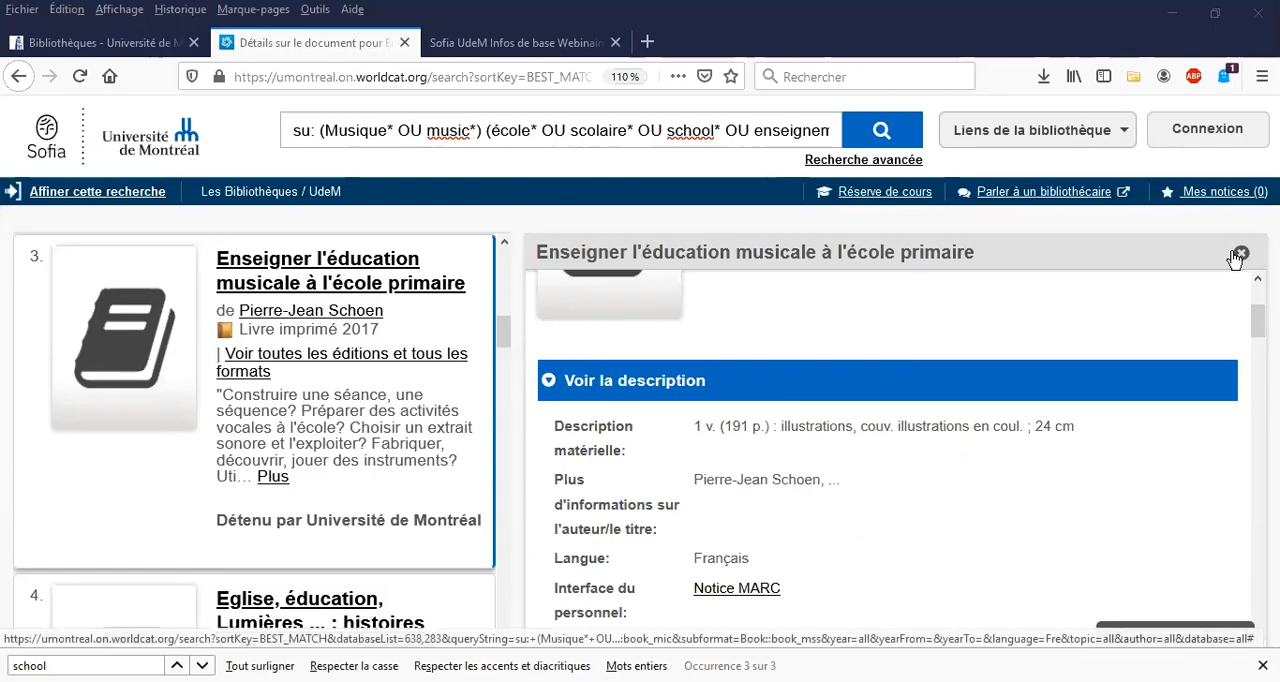 Fichier Édition Affichage Historique Marque-pages Outils Aide
Bibliothèques - Université de M
Détails sur le document pour E
Sofia UdeM Infos de base Webinair
https://umontreal.on.worldcat.org/search?sortKey=BEST_MATC
110 %
Rechercher
ABP
1
Sofia
Université
de Montréal
su: (Musique* OU music*) (école* OU scolaire* OU school* OU enseignem
Liens de la bibliothèque
Connexion
Recherche avancée
Affiner cette recherche
Les Bibliothèques / UdeM
Réserve de cours
Parler à un bibliothécaire
Mes notices (0)
3.
Enseigner l'éducation
musicale à l'école primaire
de Pierre-Jean Schoen
Livre imprimé 2017
| Voir toutes les éditions et tous les
formats
"Construire une séance, une
séquence? Préparer des activités
vocales à l'école? Choisir un extrait
sonore et l'exploiter? Fabriquer,
découvrir, jouer des instruments?
Uti… Plus
Détenu par Université de Montréal
4.
Eglise, éducation,
Lumières ... : histoires
Enseigner l'éducation musicale à l'école primaire
Voir la description
Description
matérielle:
1 v. (191 p.) : illustrations, couv. illustrations en coul. ; 24 cm
Plus
d'informations sur
l'auteur/le titre:
Pierre-Jean Schoen, ...
Langue:
Français
Interface du
personnel:
Notice MARC
https://umontreal.on.worldcat.org/search?sortKey=BEST_MATCH&databaseList=638,283&queryString=su:+(Musique*+OU...:book_mic&subformat=Book::book_mss&year=all&yearFrom=&yearTo=&language=Fre&topic=all&author=all&database=all#
school
Tout surligner
Respecter la casse
Respecter les accents et diacritiques
Mots entiers
Occurrence 3 sur 3